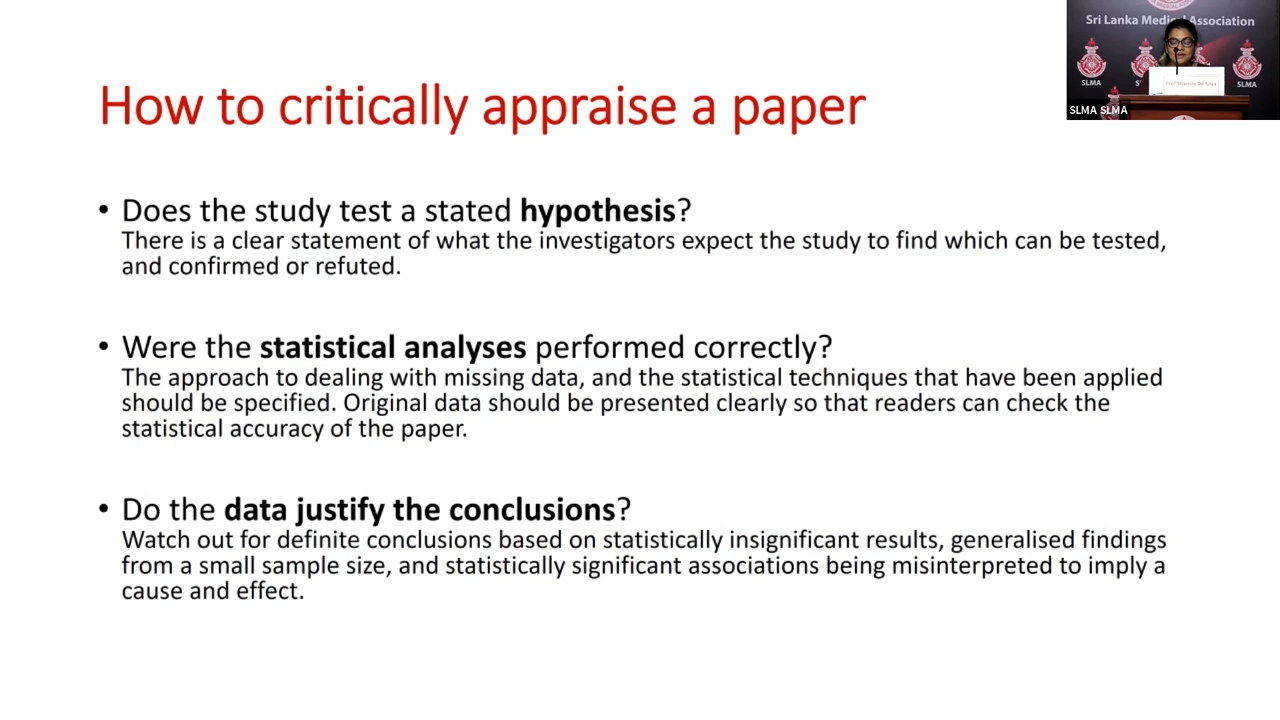 How to critically appraise a paper
Sri Lanka Medical Association
SLMA
SLMA
SLMA SLMA
• Does the study test a stated hypothesis?
There is a clear statement of what the investigators expect the study to find which can be tested,
and confirmed or refuted.
• Were the statistical analyses performed correctly?
The approach to dealing with missing data, and the statistical techniques that have been applied
should be specified. Original data should be presented clearly so that readers can check the
statistical accuracy of the paper.
• Do the data justify the conclusions?
Watch out for definite conclusions based on statistically insignificant results, generalised findings
from a small sample size, and statistically significant associations being misinterpreted to imply a
cause and effect.